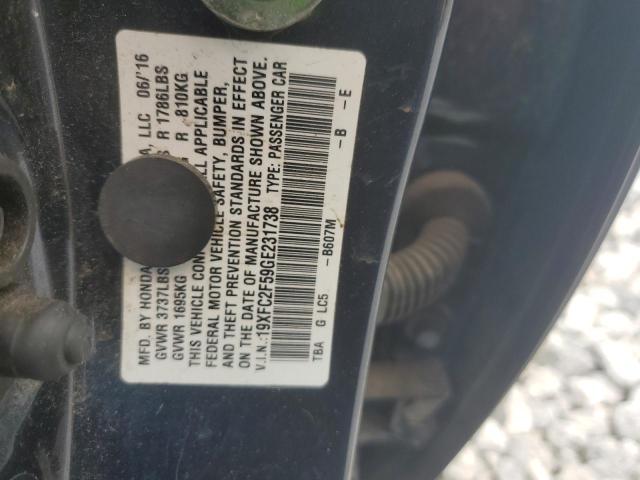 MFD. BY HONDA A, LLC 06/'16
GVWR 3737LBS R 1786LBS
GVWR 1695KG R 810KG
THIS VEHICLE CON ALL APPLICABLE
FEDERAL MOTOR VEHICLE SAFETY, BUMPER,
AND THEFT PREVENTION STANDARDS IN EFFECT
ON THE DATE OF MANUFACTURE SHOWN ABOVE.
V.I.N.:19XFC2F59GE231738 TYPE: PASSENGER CAR
-B607M -B -E
TBA G LC5